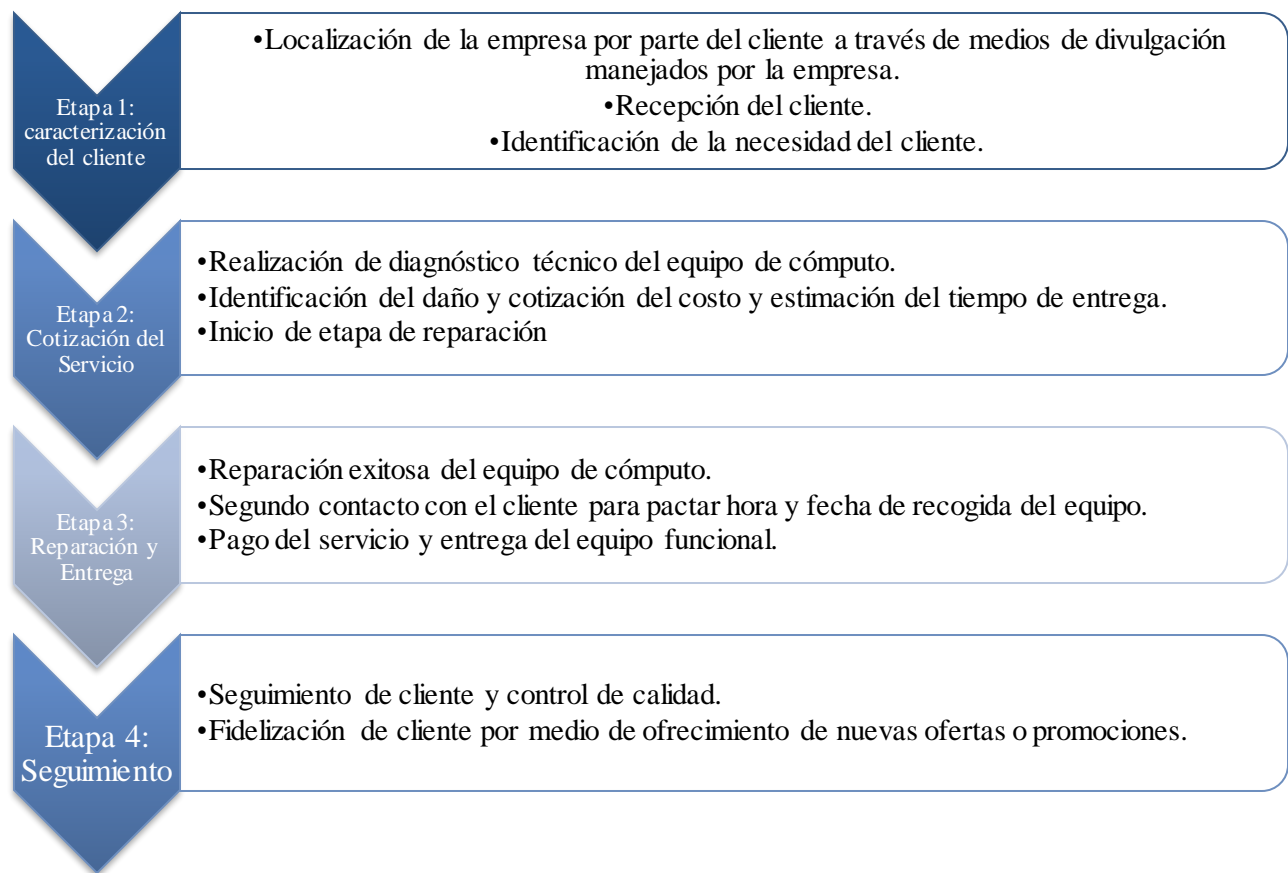 Etapa 1:
caracterización
del cliente
•Localización de la empresa por parte del cliente a través de medios de divulgación
manejados por la empresa.
•Recepción del cliente.
•Identificación de la necesidad del cliente.
Etapa 2:
Cotización del
Servicio
•Realización de diagnóstico técnico del equipo de cómputo.
•Identificación del daño y cotización del costo y estimación del tiempo de entrega.
•Inicio de etapa de reparación
Etapa 3:
Reparación y
Entrega
•Reparación exitosa del equipo de cómputo.
•Segundo contacto con el cliente para pactar hora y fecha de recogida del equipo.
•Pago del servicio y entrega del equipo funcional.
Etapa 4:
Seguimiento
•Seguimiento de cliente y control de calidad.
•Fidelización de cliente por medio de ofrecimiento de nuevas ofertas o promociones.